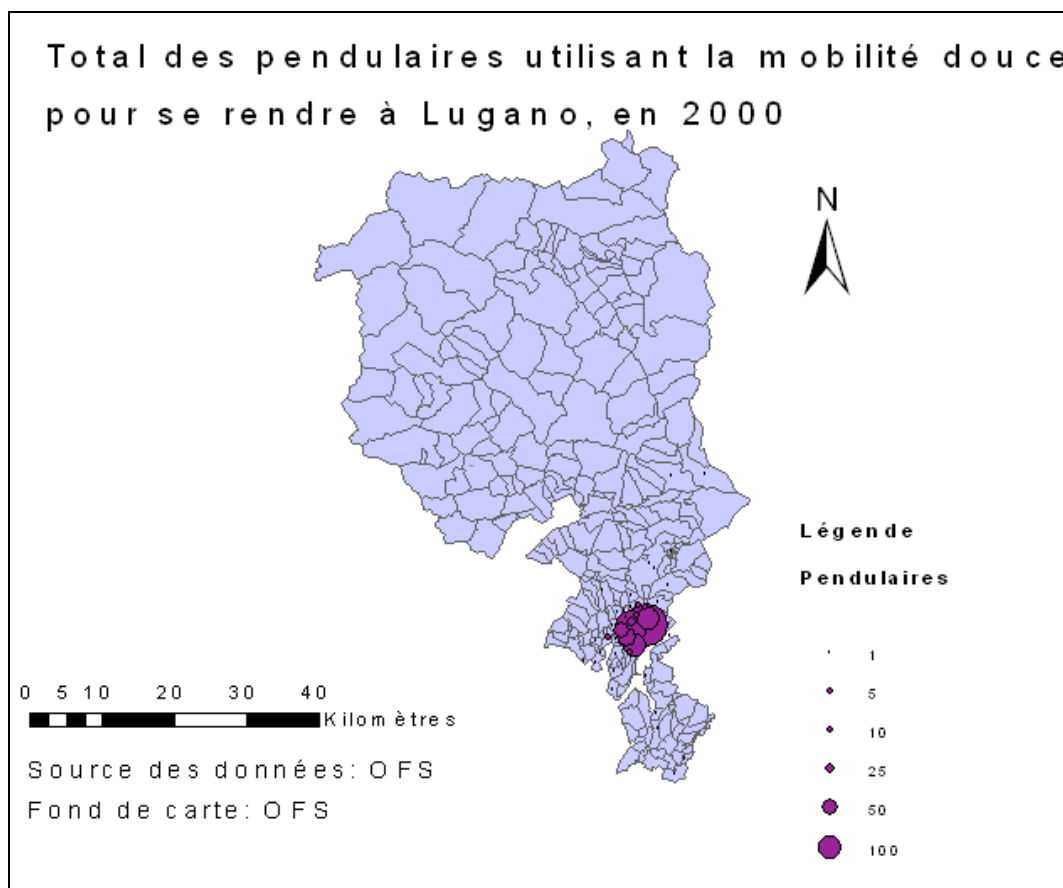 Total des pendulaires utilisant la mobilité douce
pour se rendre à Lugano, en 2000
N
Légende
Pendulaires
1
5
10
25
50
100
0 5 10 20 30 40
Kilomètres
Source des données: OFS
Fond de carte: OFS